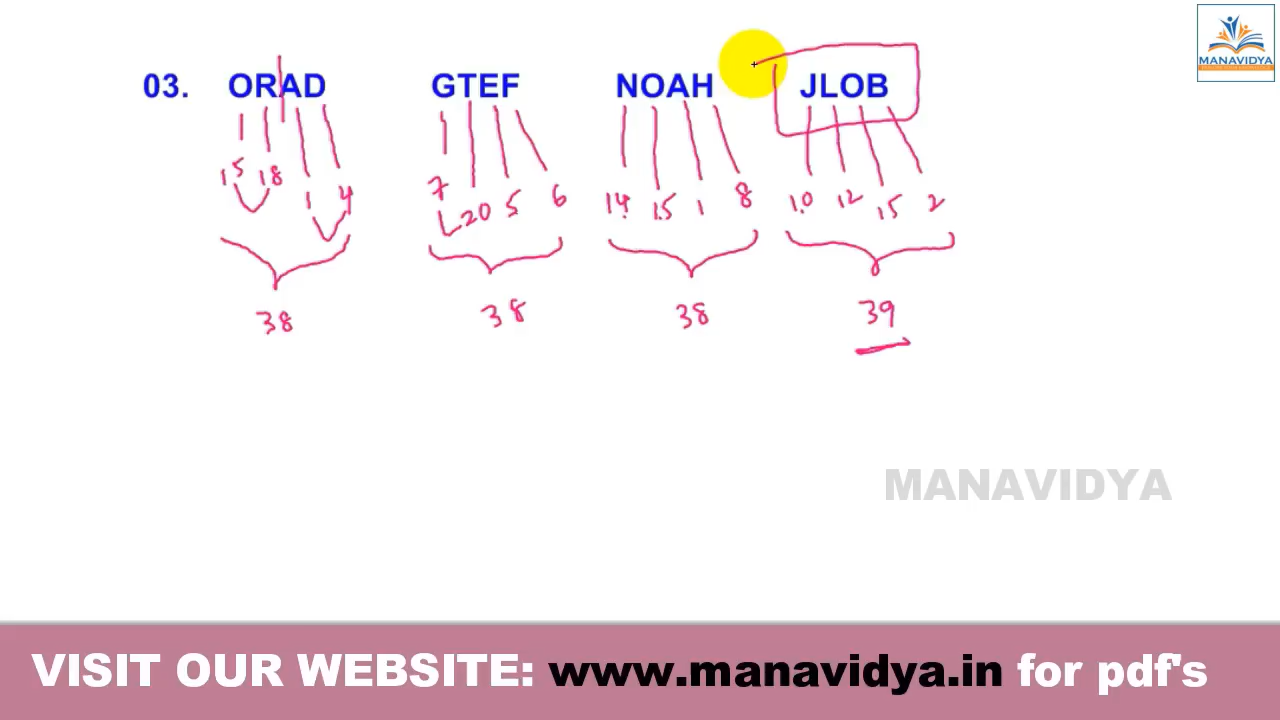 MANAVIDYA
03. ORAD GTEF NOAH JLOB
15 18 1 4 7 20 5 6 14 15 1 8 10 12 15 2
38 38 38 39
MANAVIDYA
VISIT OUR WEBSITE: www.manavidya.in for pdf's